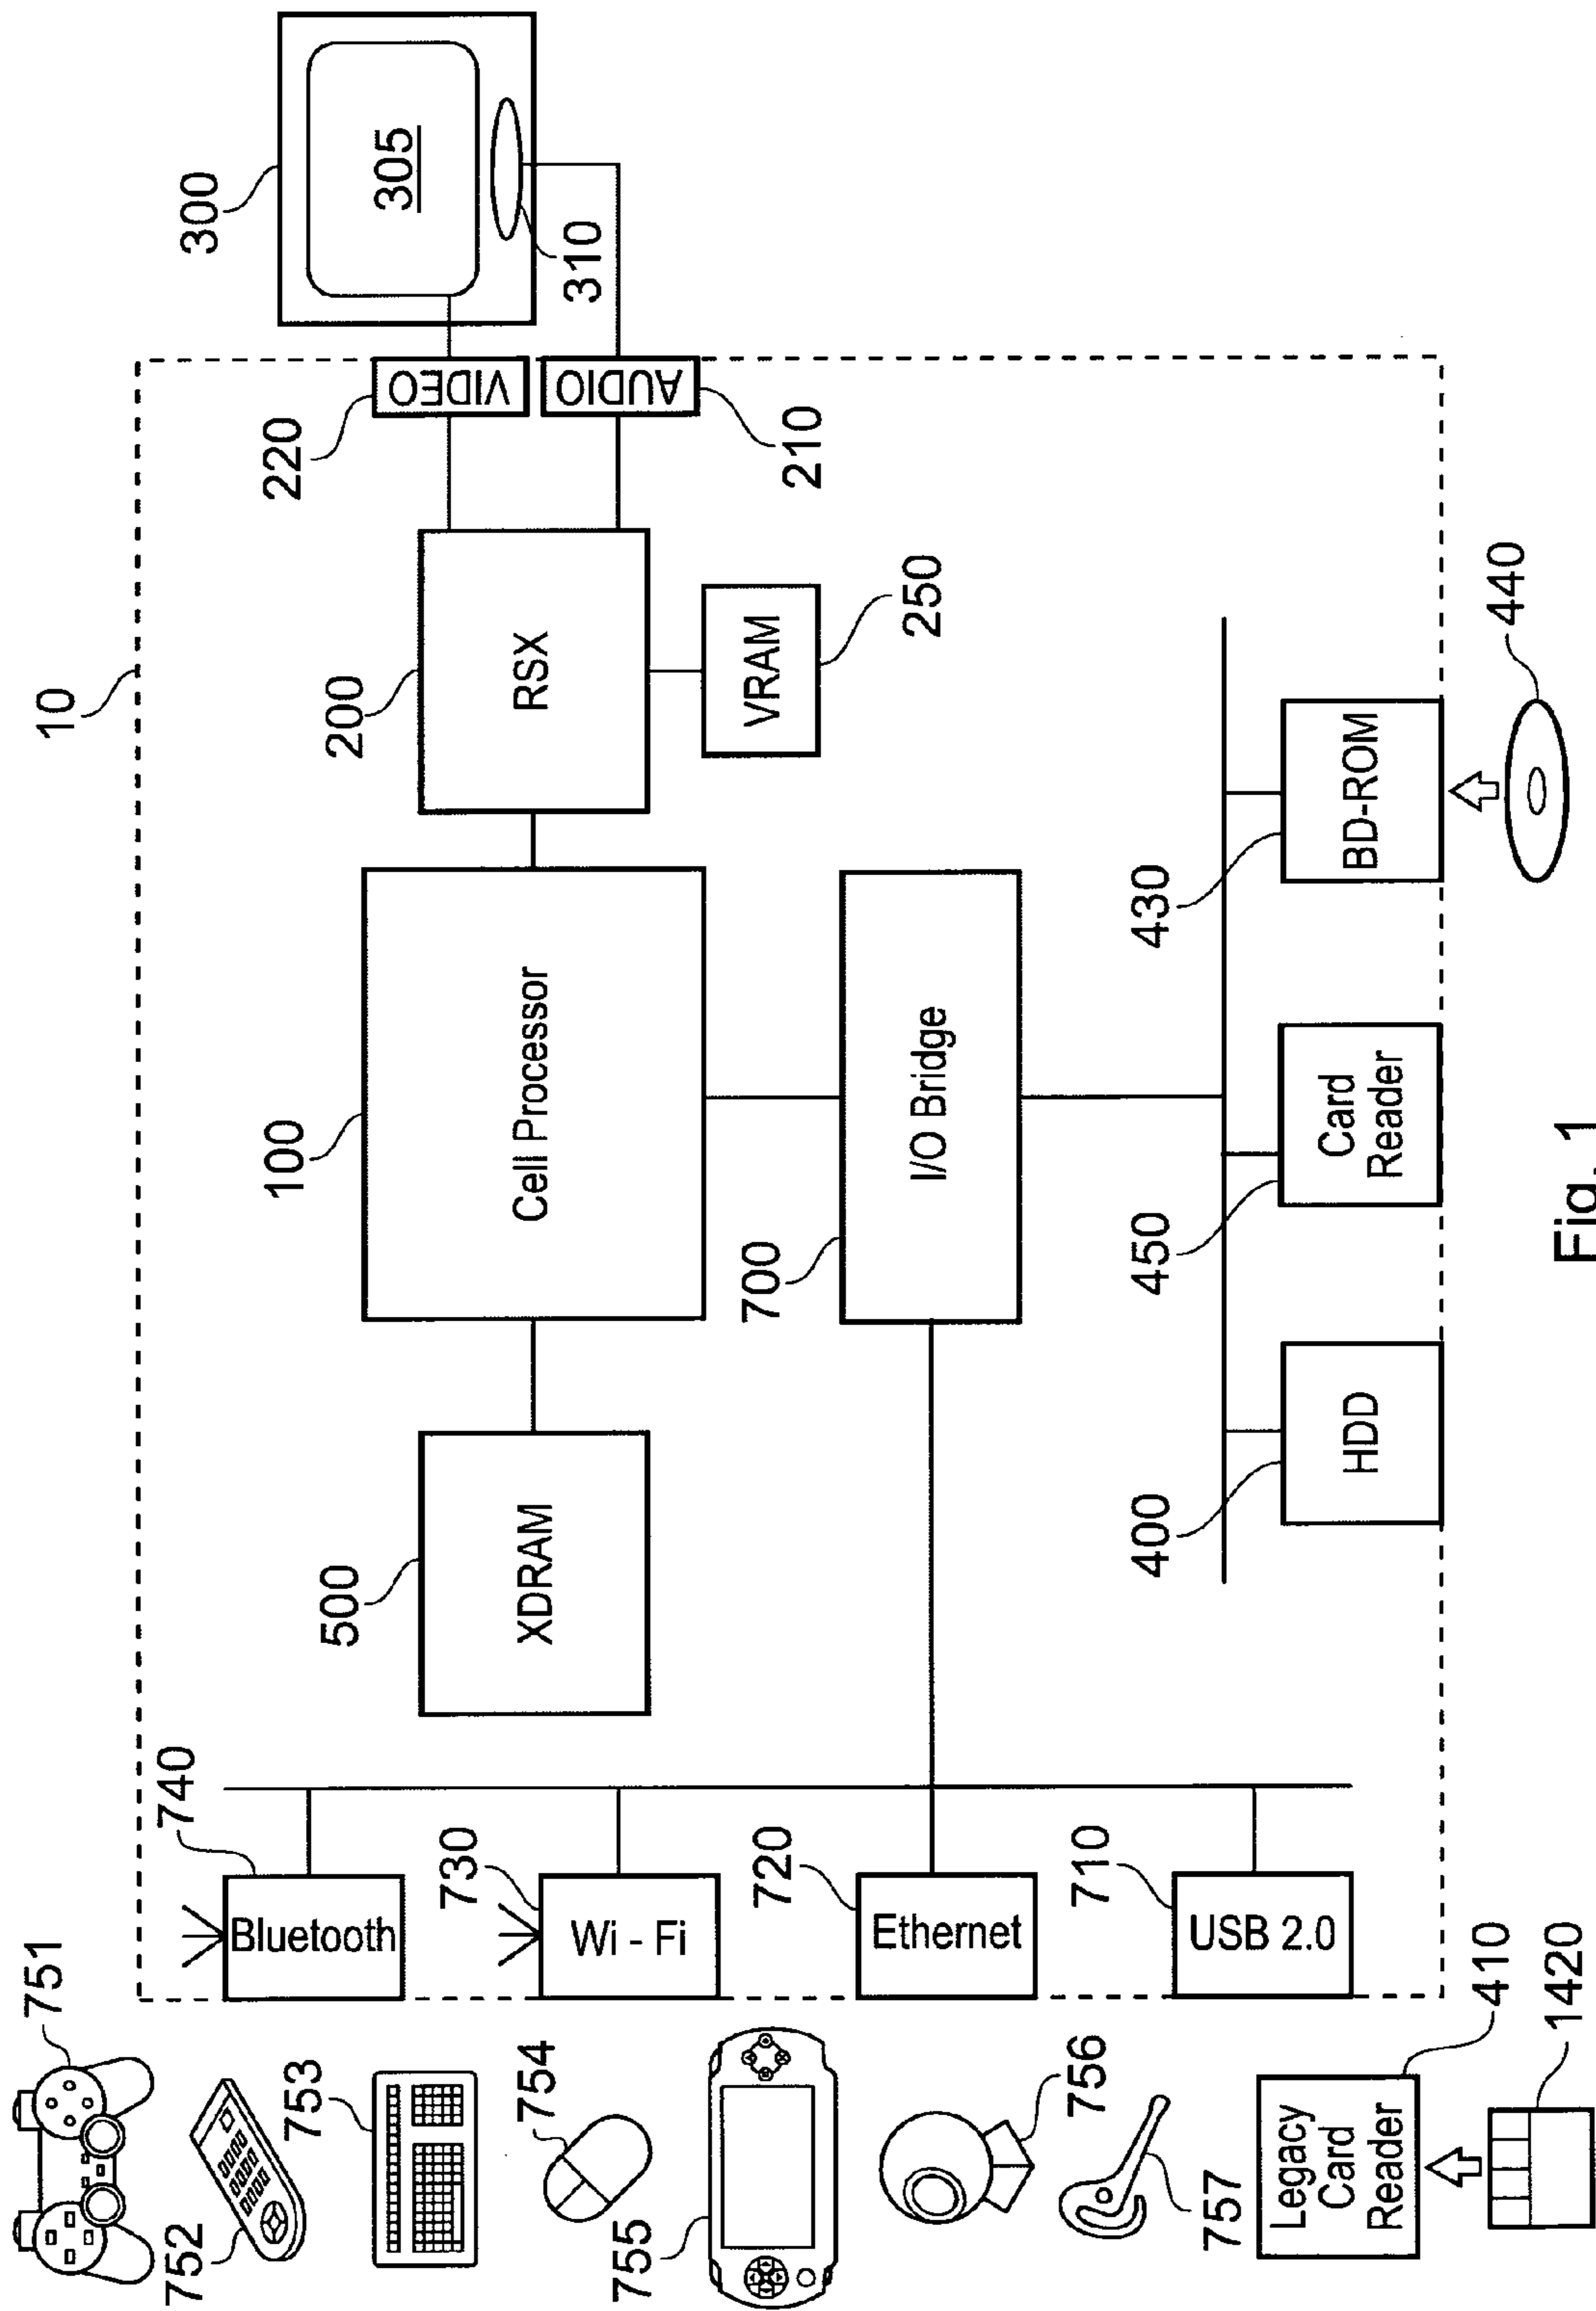 10
300
305
310
220
VIDEO
AUDIO
210
200
RSX
VRAM
250
100
Cell Processor
500
XDRAM
700
I/O Bridge
430
BD-ROM
440
450
Card
Reader
400
HDD
740
Bluetooth
730
Wi - Fi
720
Ethernet
710
USB 2.0
751
752
753
754
755
756
757
410
Legacy
Card
Reader
1420
Fig. 1